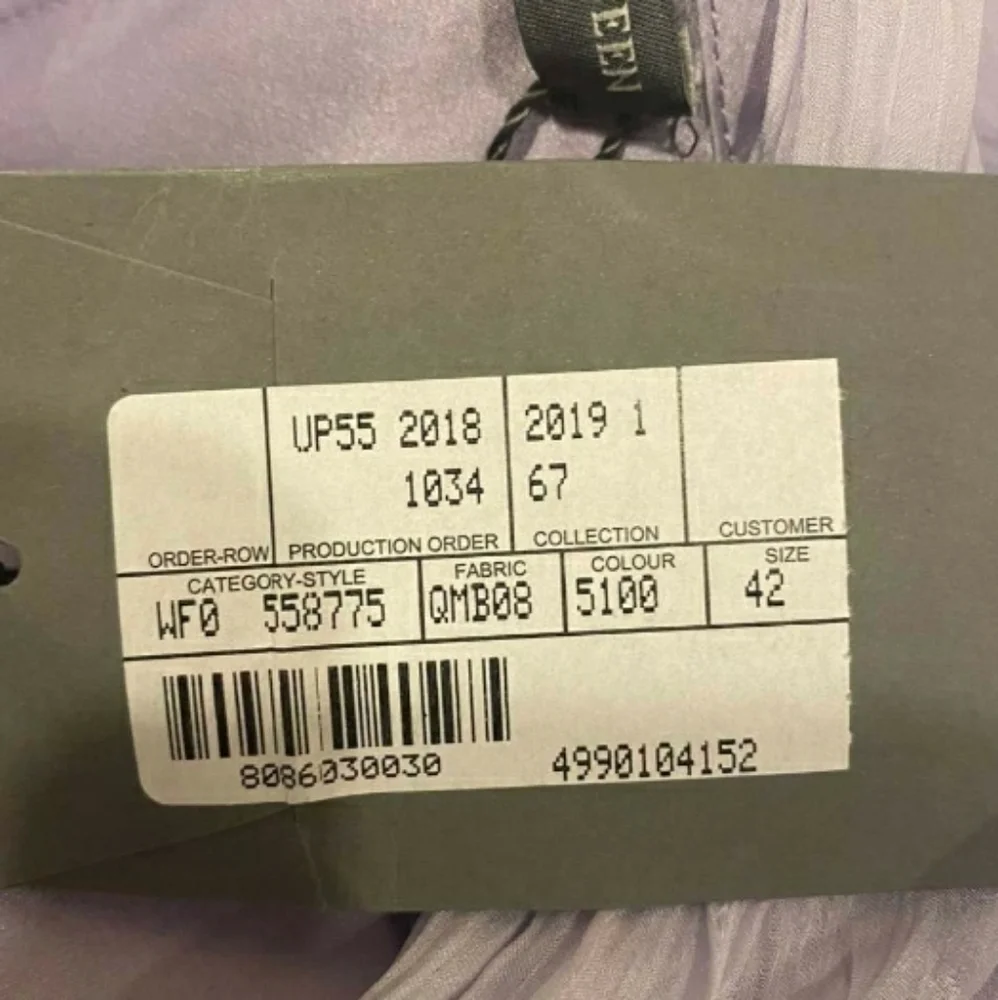 EEN
UP55 2018
2019 1
1034
67
ORDER-ROW
PRODUCTION ORDER
COLLECTION
CUSTOMER
CATEGORY-STYLE
FABRIC
COLOUR
SIZE
WF0 558775
QMB08
5100
42
8086030030
4990104152